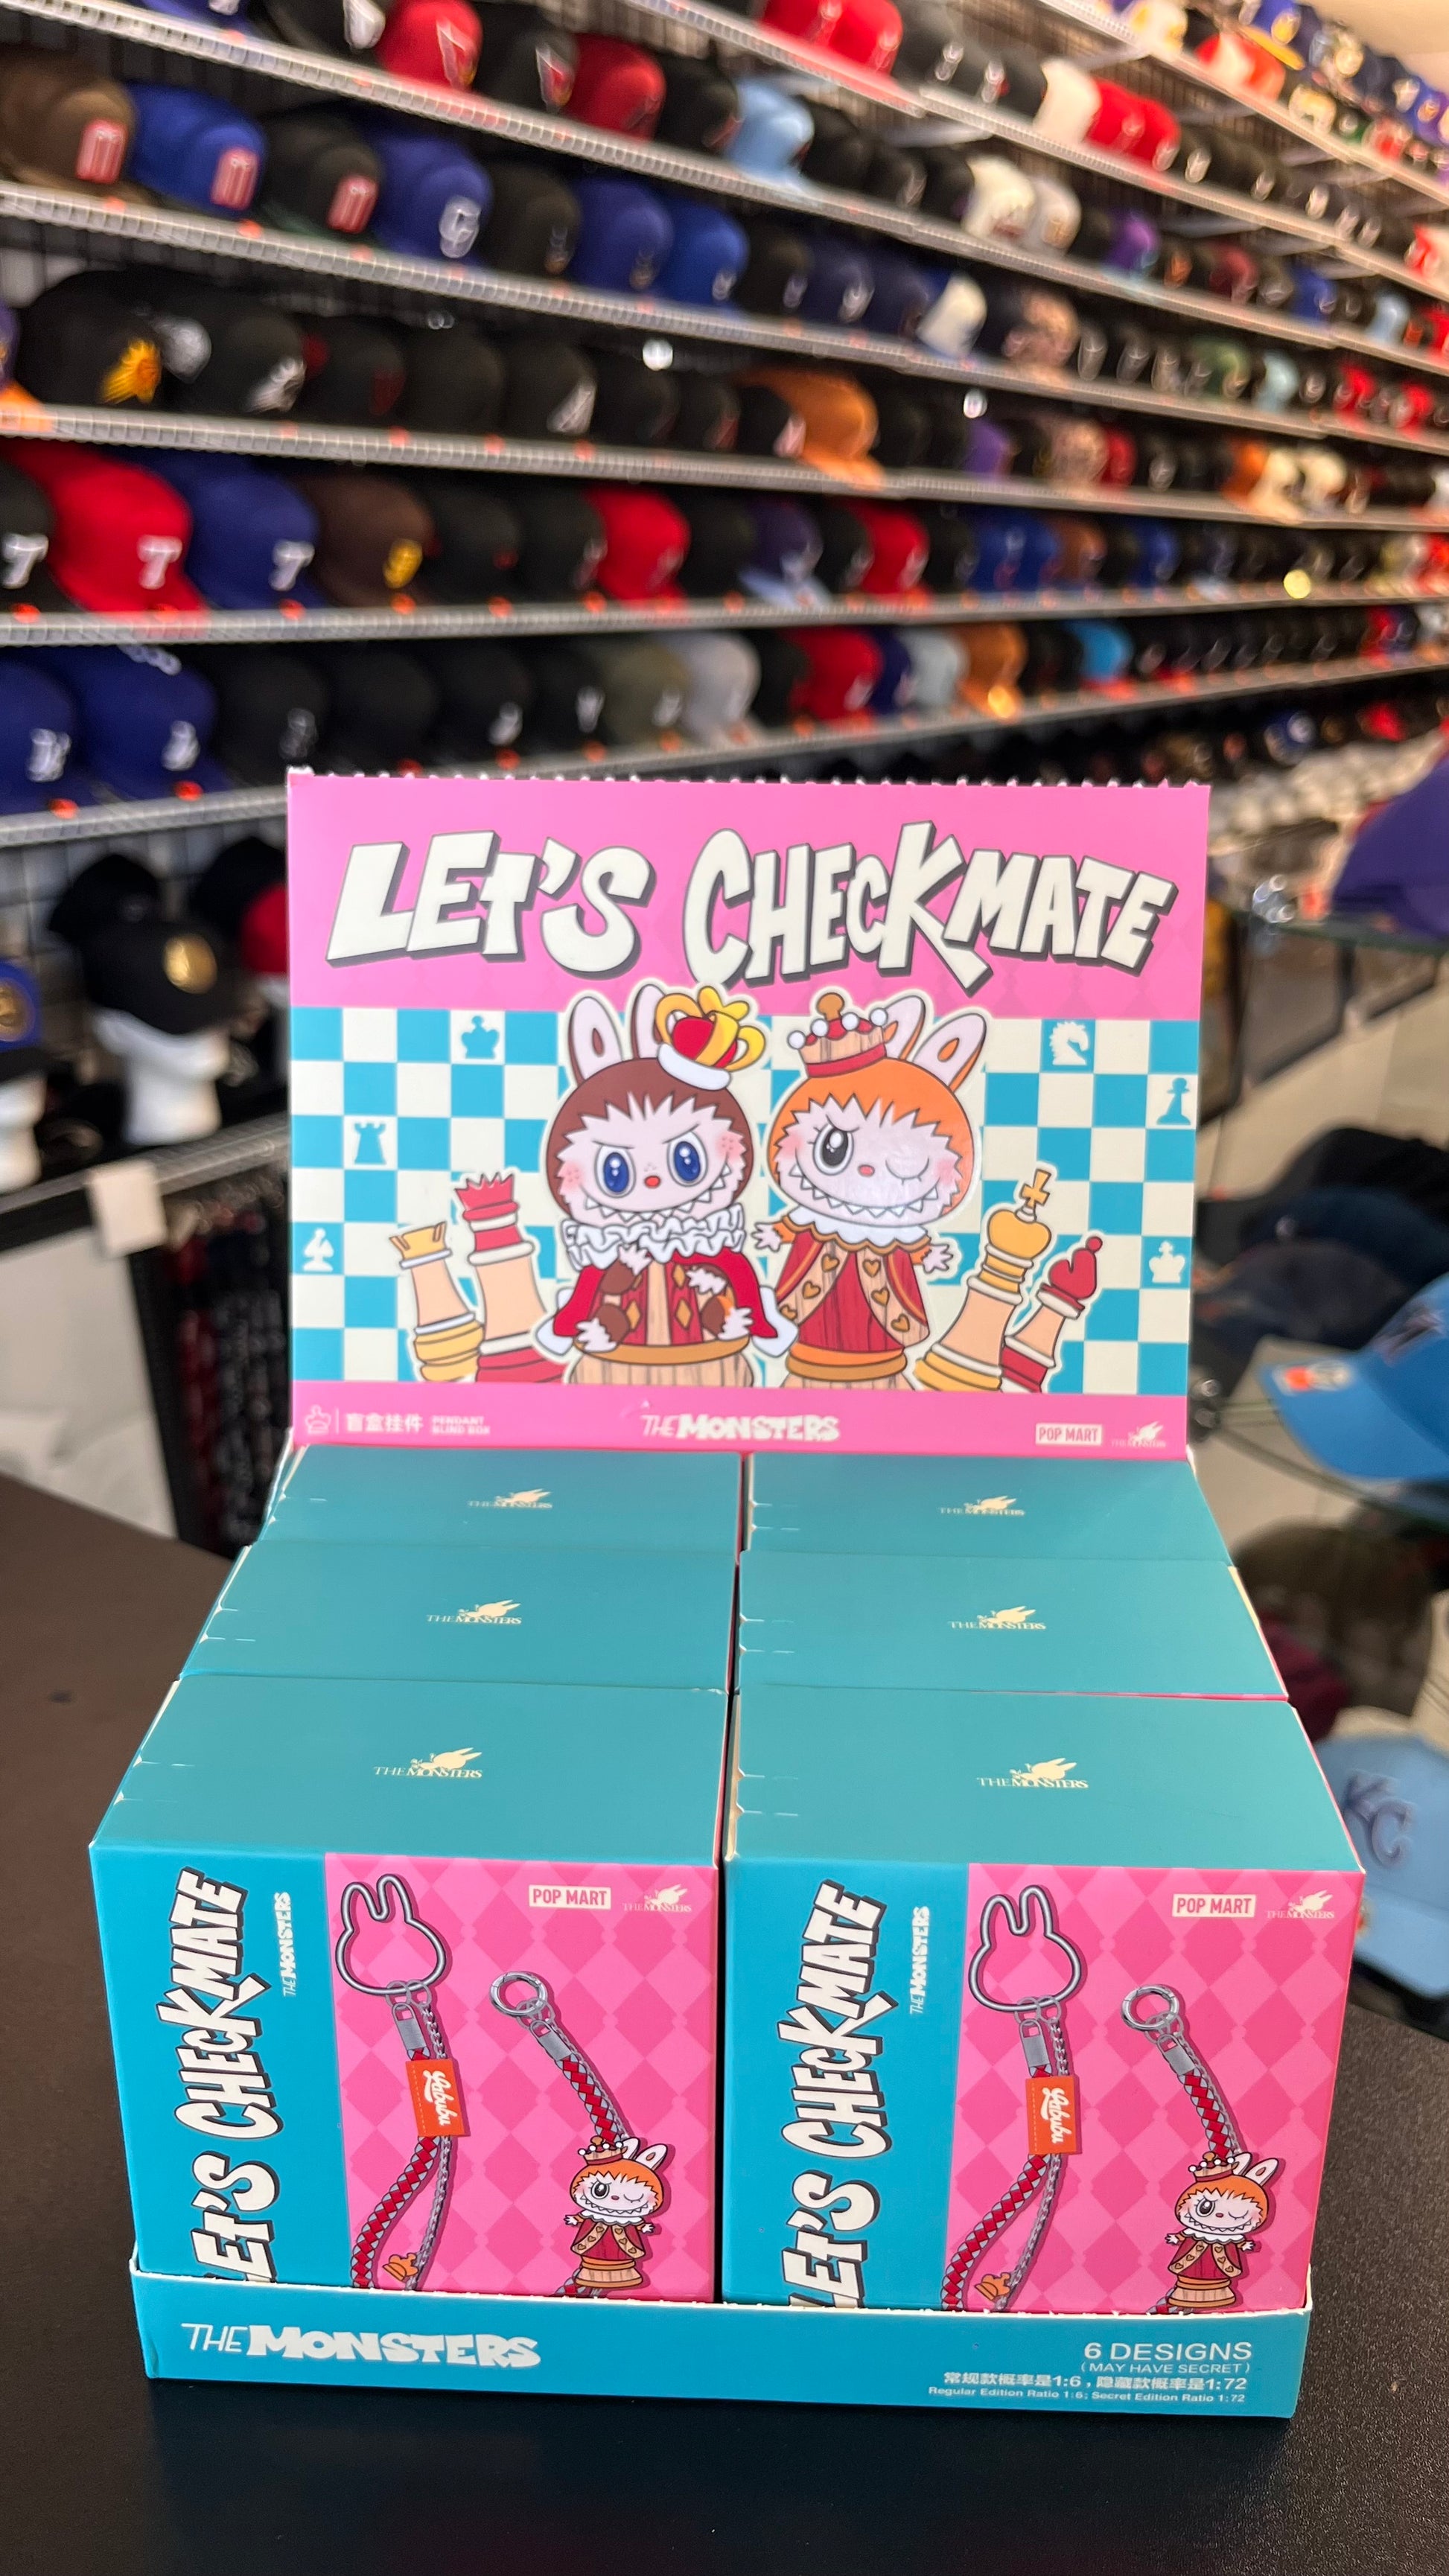 LET'S CHECKMATE
盲盒挂件
PENDANT
BLIND BOX
THE MONSTERS
POP MART
THE MONSTERS
THE MONSTERS
THE MONSTERS
THE MONSTERS
THE MONSTERS
THE MONSTERS
THE MONSTERS
LET'S CHECKMATE
THE MONSTERS
POP MART
THE MONSTERS
Labubu
LET'S CHECKMATE
THE MONSTERS
POP MART
THE MONSTERS
Labubu
THE MONSTERS
6 DESIGNS
(MAY HAVE SECRET)
常规款概率是1:6，隐藏款概率是1:72
Regular Edition Ratio 1:6; Secret Edition Ratio 1:72
KC